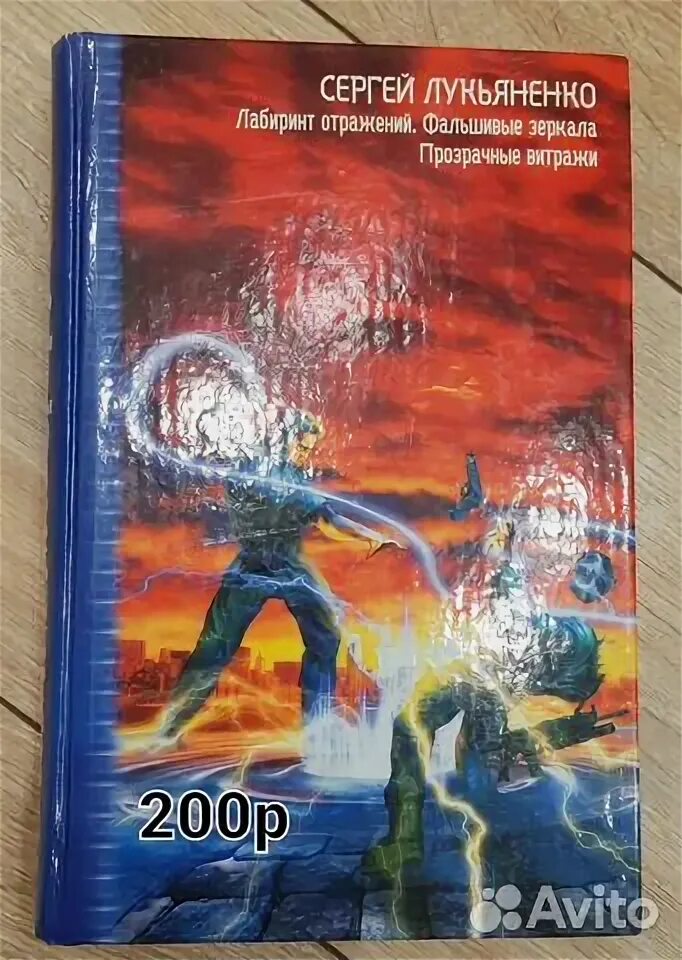 СЕРГЕЙ ЛУКЬЯНЕНКО
Лабиринт отражений. Фальшивые зеркала
Прозрачные витражи
200р
Avito